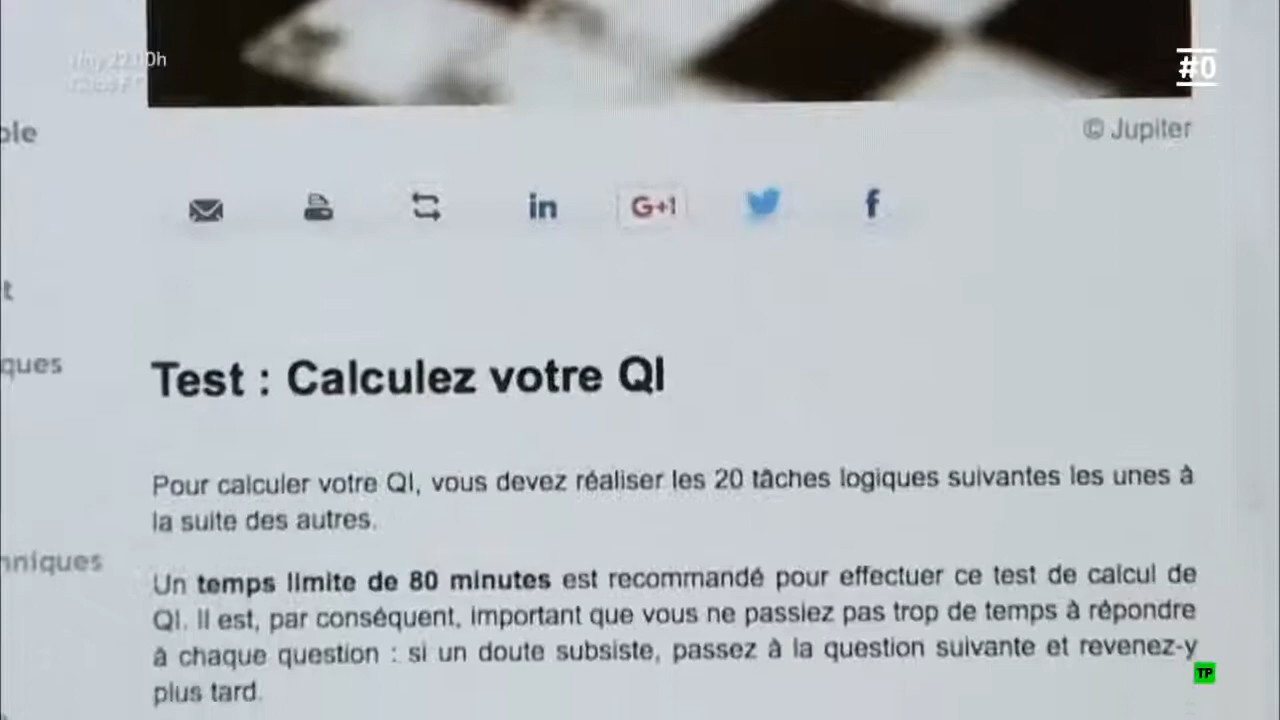 #0
ple
© Jupiter
in G+1 f
t
ques
Test : Calculez votre QI
Pour calculer votre QI, vous devez réaliser les 20 tâches logiques suivantes les unes à
la suite des autres.
nniques
Un temps limite de 80 minutes est recommandé pour effectuer ce test de calcul de
QI. Il est, par conséquent, important que vous ne passiez pas trop de temps à répondre
à chaque question : si un doute subsiste, passez à la question suivante et revenez-y
plus tard.
TP